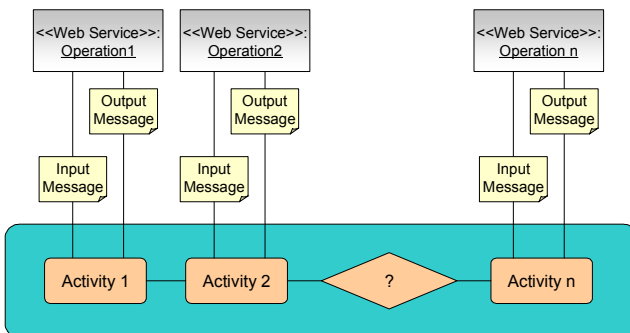 <<Web Service>>:
Operation1
<<Web Service>>:
Operation2
<<Web Service>>:
Operation n
Output
Message
Output
Message
Output
Message
Input
Message
Input
Message
Input
Message
Activity 1
Activity 2
?
Activity n